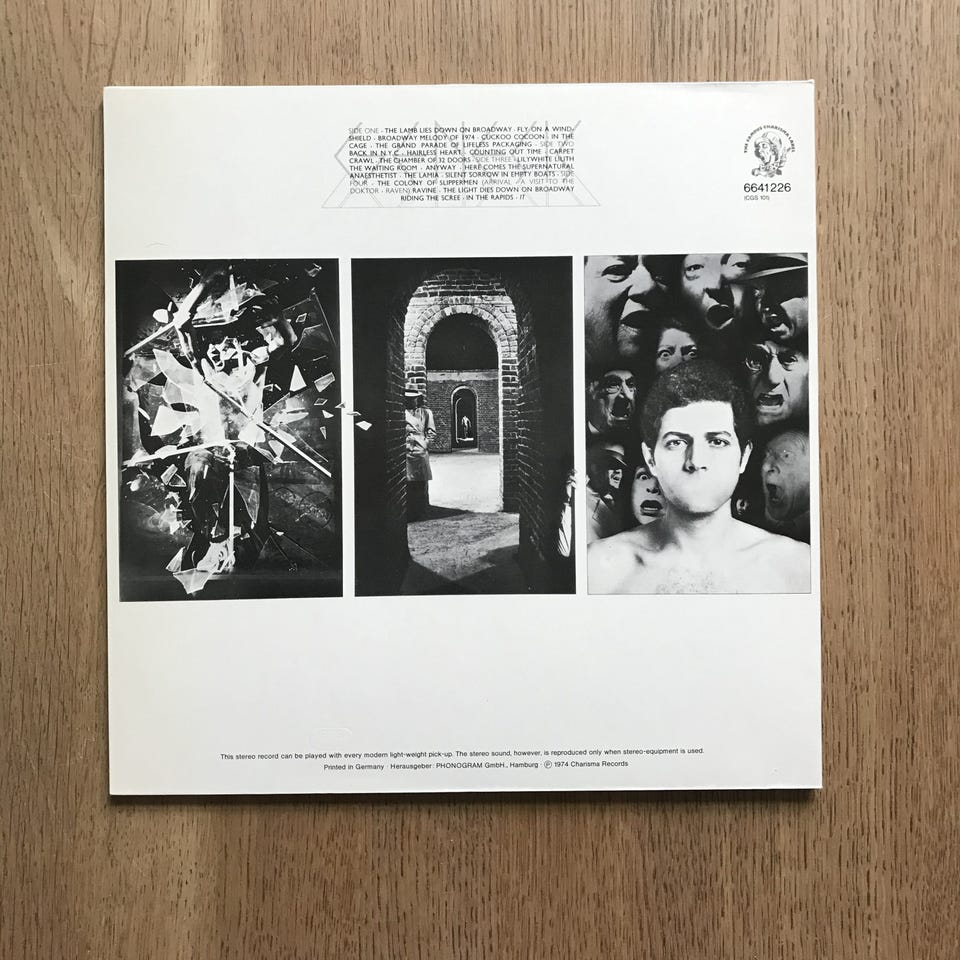 SIDE ONE · THE LAMB LIES DOWN ON BROADWAY · FLY ON A WIND-
SHIELD · BROADWAY MELODY OF 1974 · CUCKOO COCOON · IN THE
CAGE · THE GRAND PARADE OF LIFELESS PACKAGING · SIDE TWO
BACK IN N.Y.C. · HAIRLESS HEART · COUNTING OUT TIME · CARPET
CRAWL · THE CHAMBER OF 32 DOORS · SIDE THREE · LILYWHITE LILITH
THE WAITING ROOM · ANYWAY · HERE COMES THE SUPERNATURAL
ANAESTHETIST · THE LAMIA · SILENT SORROW IN EMPTY BOATS · SIDE
FOUR · THE COLONY OF SLIPPERMEN (ARRIVAL · A VISIT TO THE
DOKTOR · RAVEN) RAVINE · THE LIGHT DIES DOWN ON BROADWAY
RIDING THE SCREE · IN THE RAPIDS · IT
GENESIS
THE FAMOUS CHARISMA LABEL
6641226
(CGS 101)
This stereo record can be played with every modern light-weight pick-up. The stereo sound, however, is reproduced only when stereo-equipment is used.
Printed in Germany · Herausgeber: PHONOGRAM GmbH., Hamburg · Ⓟ 1974 Charisma Records